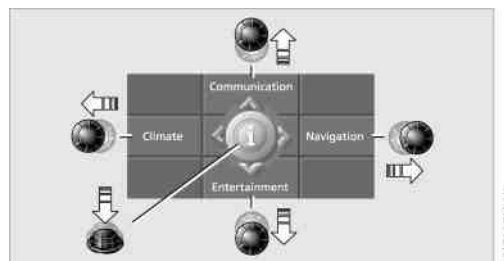 Communication
Climate
i
Navigation
Entertainment